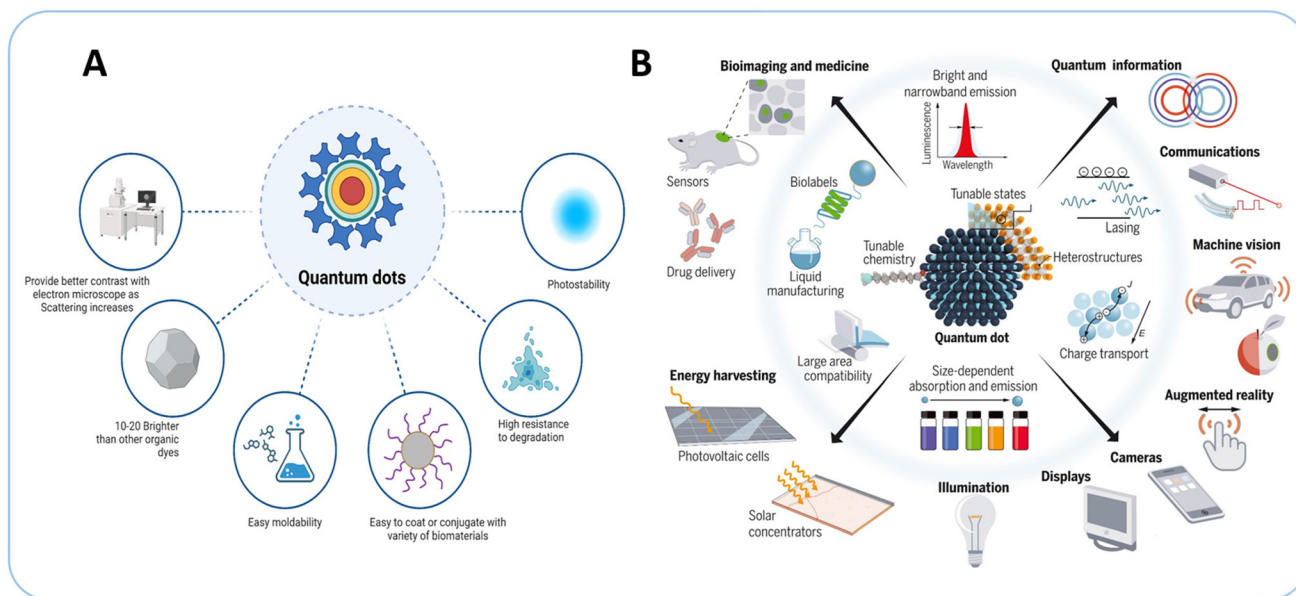 A
Quantum dots
Provide better contrast with
electron microscope as
Scattering increases
Photostability
10-20 Brighter
than other organic
dyes
High resistance
to degradation
Easy moldability
Easy to coat or conjugate with
variety of biomaterials
B
Bioimaging and medicine
Bright and
narrowband emission
Luminescence
Wavelength
Quantum information
Sensors
Biolabels
Tunable states
Communications
Lasing
Drug delivery
Liquid
manufacturing
Tunable
chemistry
Heterostructures
Machine vision
J
E
Quantum dot
Charge transport
Large area
compatibility
Energy harvesting
Size-dependent
absorption and emission
Augmented reality
Photovoltaic cells
Cameras
Displays
Illumination
Solar
concentrators